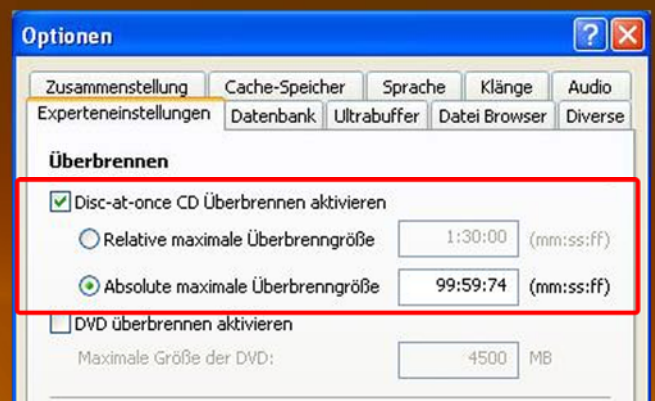 Optionen
Zusammenstellung Cache-Speicher Sprache Klänge Audio
Experteneinstellungen Datenbank Ultrabuffer Datei Browser Diverse
Überbrennen
Disc-at-once CD Überbrennen aktivieren
Relative maximale Überbrenngröße 1:30:00 (mm:ss:ff)
Absolute maximale Überbrenngröße 99:59:74 (mm:ss:ff)
DVD überbrennen aktivieren
Maximale Größe der DVD: 4500 MB